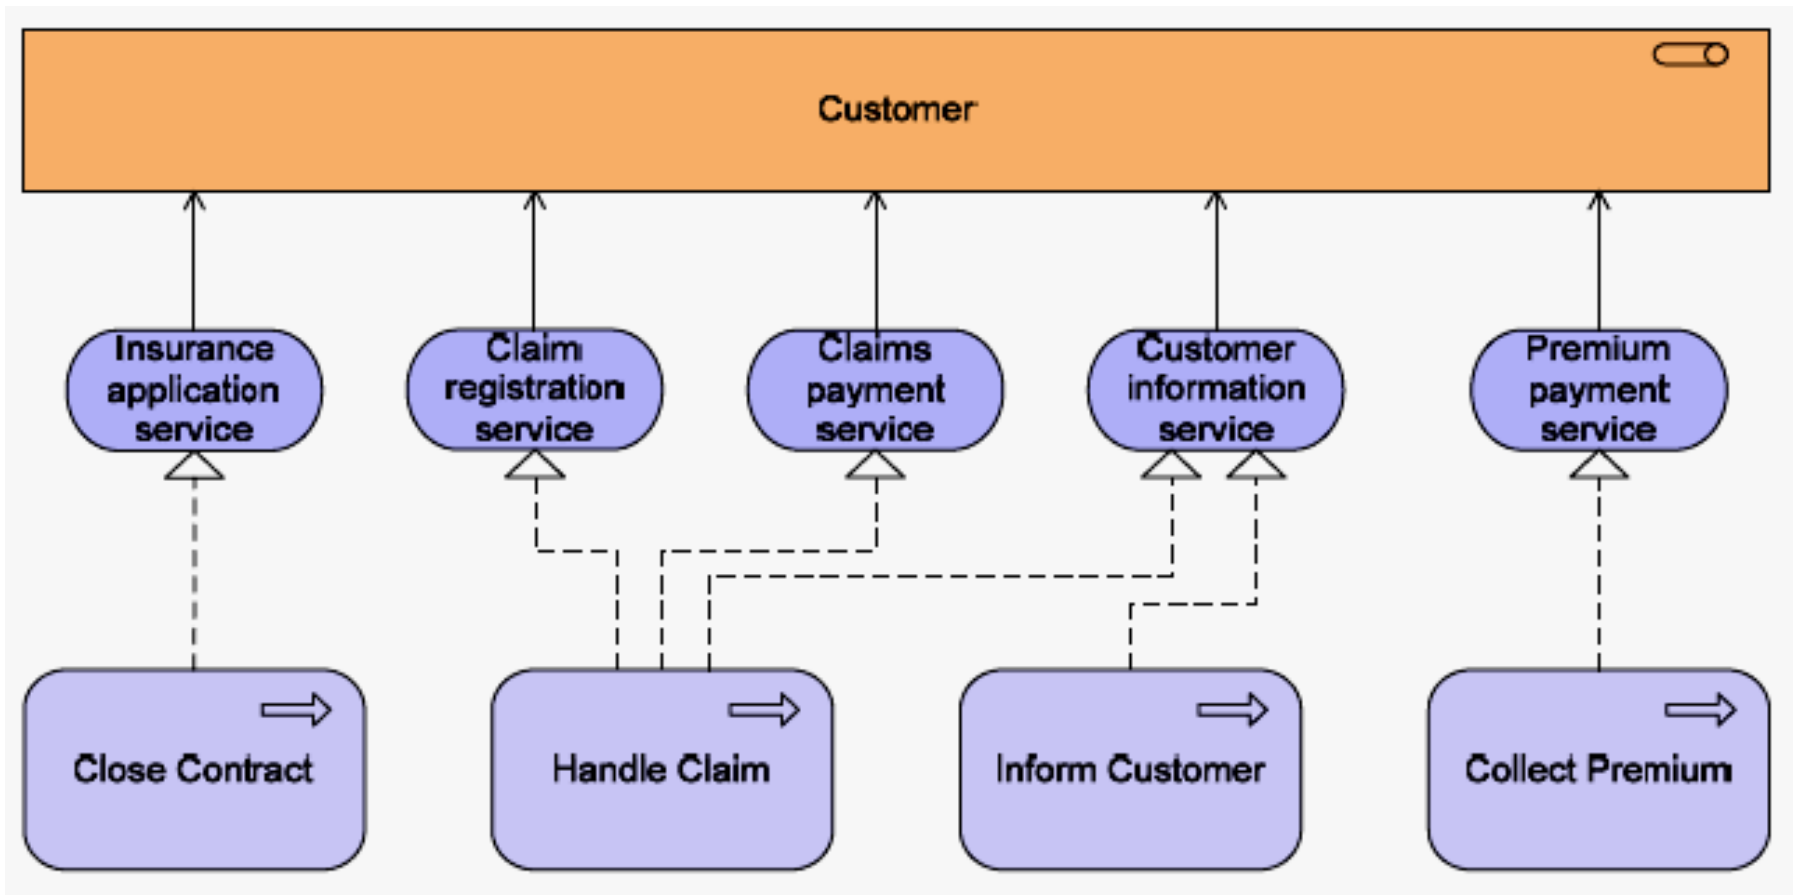 Customer
Insurance
application
service
Claim
registration
service
Claims
payment
service
Customer
information
service
Premium
payment
service
Close Contract
Handle Claim
Inform Customer
Collect Premium